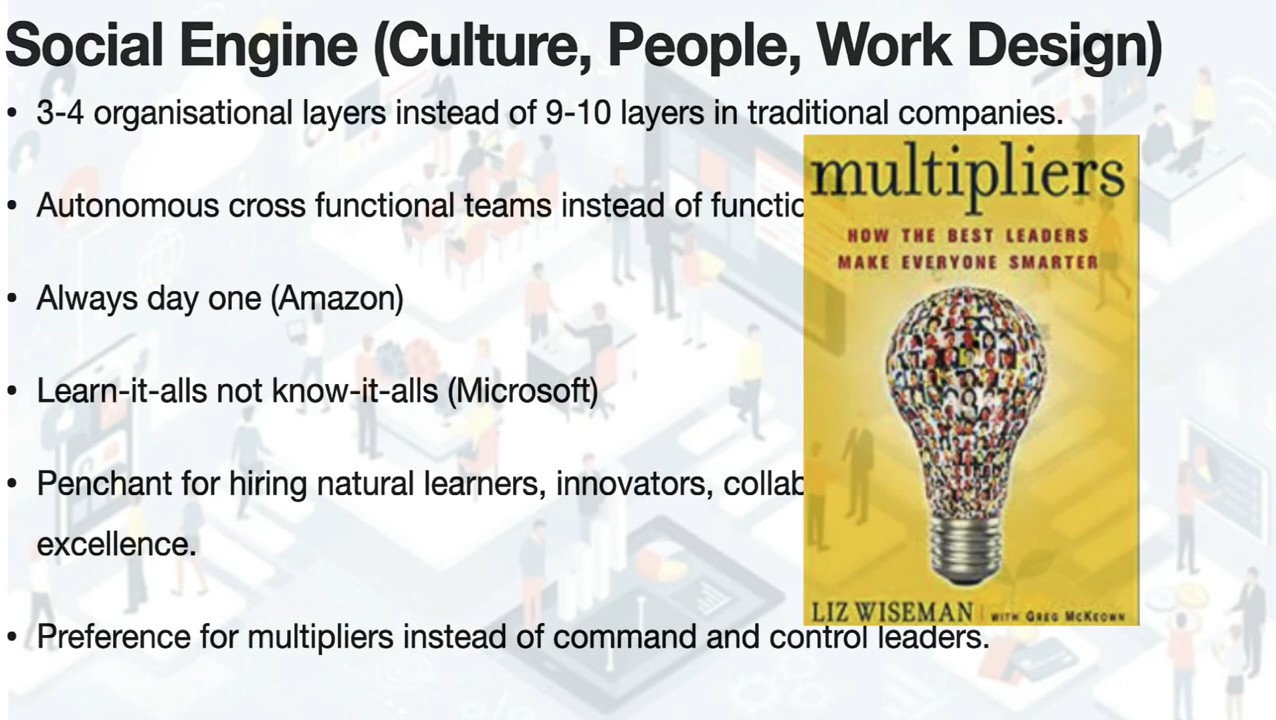 Social Engine (Culture, People, Work Design)
• 3-4 organisational layers instead of 9-10 layers in traditional companies.
• Autonomous cross functional teams instead of
• Always day one (Amazon)
• Learn-it-alls not know-it-alls (Microsoft)
• Penchant for hiring natural learners, innovators,
excellence.
• Preference for multipliers instead of command and control leaders.
multipliers
HOW THE BEST LEADERS
MAKE EVERYONE SMARTER
LIZ WISEMAN | WITH GREG MCKEOWN